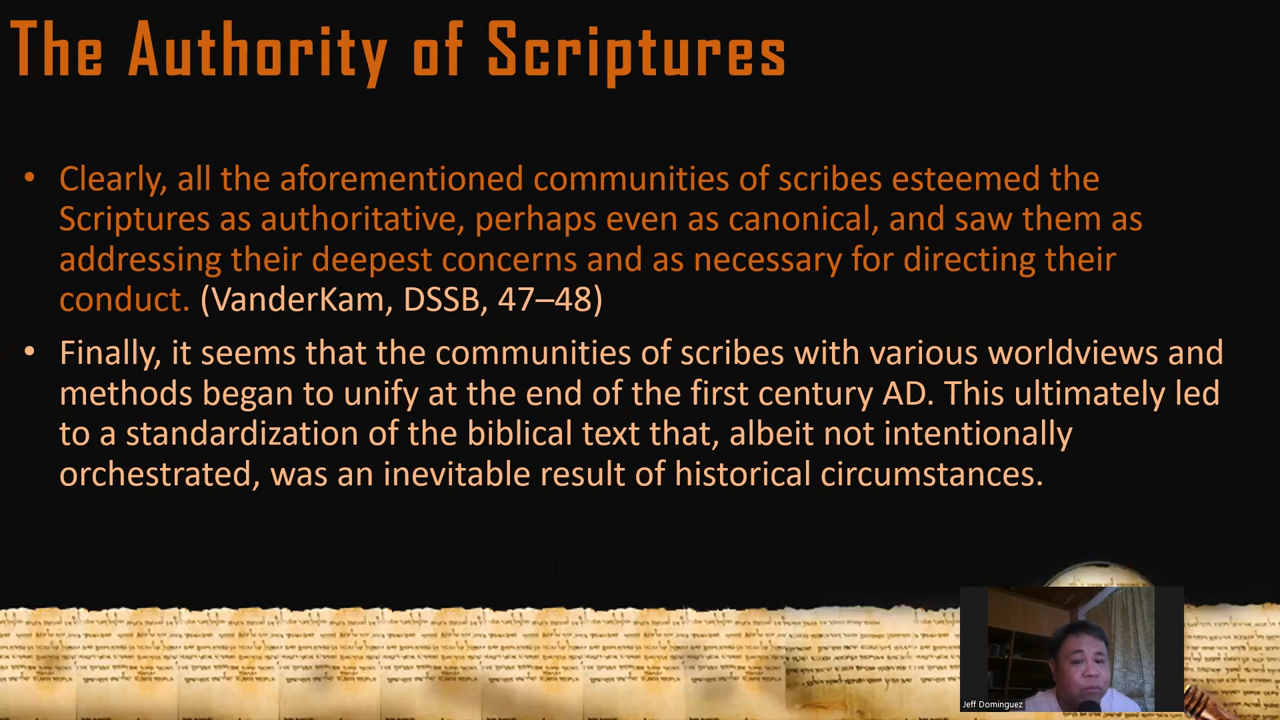 The Authority of Scriptures
• Clearly, all the aforementioned communities of scribes esteemed the
Scriptures as authoritative, perhaps even as canonical, and saw them as
addressing their deepest concerns and as necessary for directing their
conduct. (VanderKam, DSSB, 47–48)
• Finally, it seems that the communities of scribes with various worldviews and
methods began to unify at the end of the first century AD. This ultimately led
to a standardization of the biblical text that, albeit not intentionally
orchestrated, was an inevitable result of historical circumstances.
Jeff Dominguez